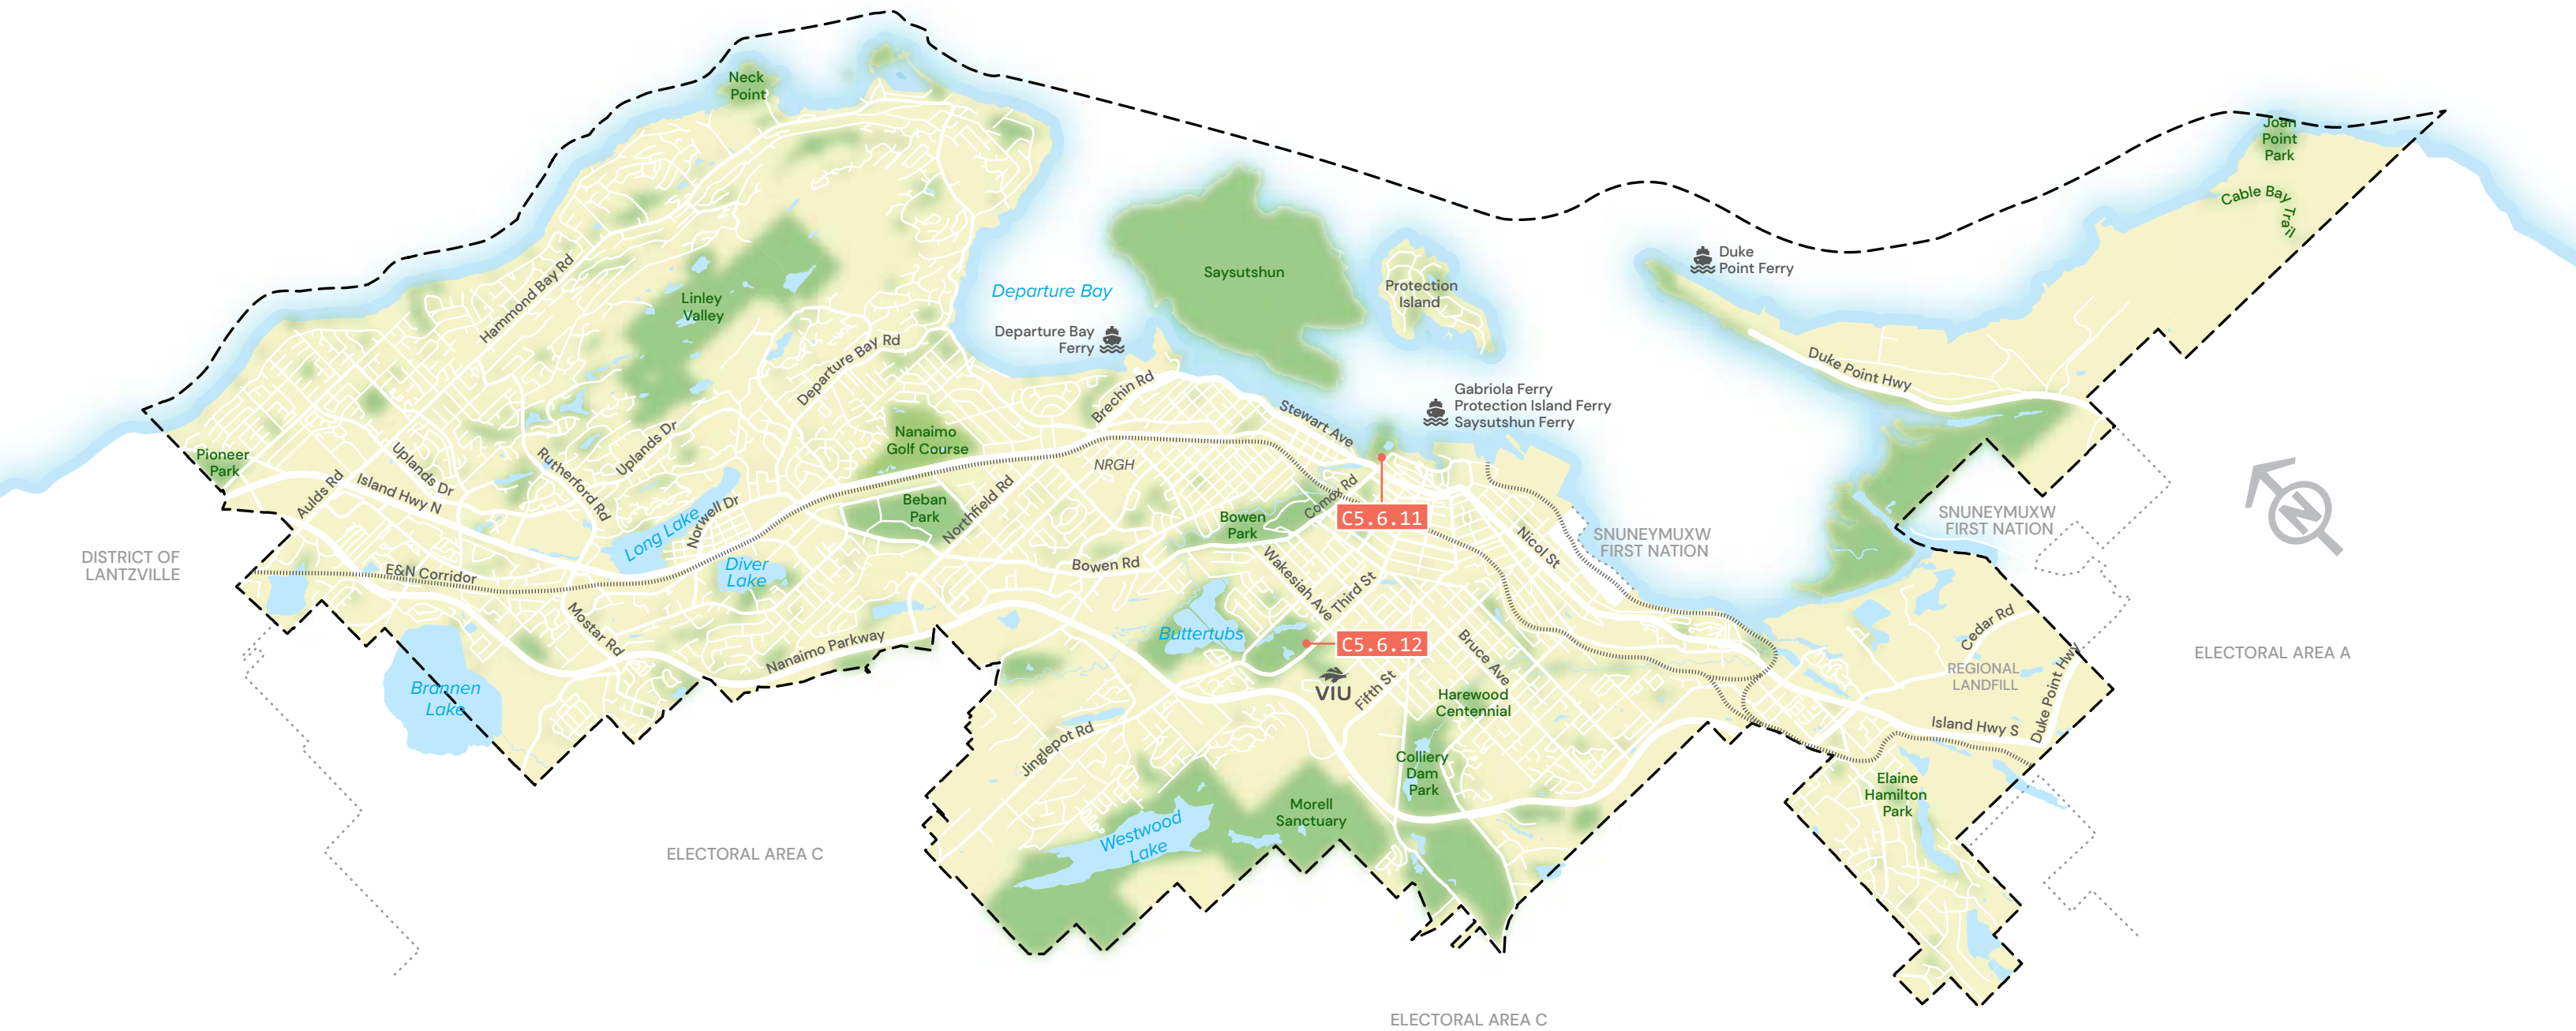 Neck
Point
Joan
Point
Park
Cable Bay Trail
Duke
Point Ferry
Saysutshun
Protection
Island
Departure Bay
Departure Bay
Ferry
Hammond Bay Rd
Linley
Valley
Departure Bay Rd
Duke Point Hwy
Brechin Rd
Gabriola Ferry
Protection Island Ferry
Saysutshun Ferry
Stewart Ave
Nanaimo
Golf Course
Uplands Dr
Uplands Dr
Pioneer
Park
Rutherford Rd
NRGH
Aulds Rd
Island Hwy N
Beban
Park
Northfield Rd
Comox Rd
Norwell Dr
Long Lake
Bowen
Park
C5.6.11
Nicol St
SNUNEYMUXW
FIRST NATION
SNUNEYMUXW
FIRST NATION
N
DISTRICT OF
LANTZVILLE
E&N Corridor
Diver
Lake
Bowen Rd
Wakesiah Ave
Third St
Mostar Rd
Nanaimo Parkway
Buttertubs
C5.6.12
Bruce Ave
Cedar Rd
ELECTORAL AREA A
REGIONAL
LANDFILL
VIU
Fifth St
Brannen
Lake
Harewood
Centennial
Island Hwy S
Duke Point Hwy
Jinglepot Rd
Colliery
Dam
Park
Elaine
Hamilton
Park
Morell
Sanctuary
Westwood
Lake
ELECTORAL AREA C
ELECTORAL AREA C